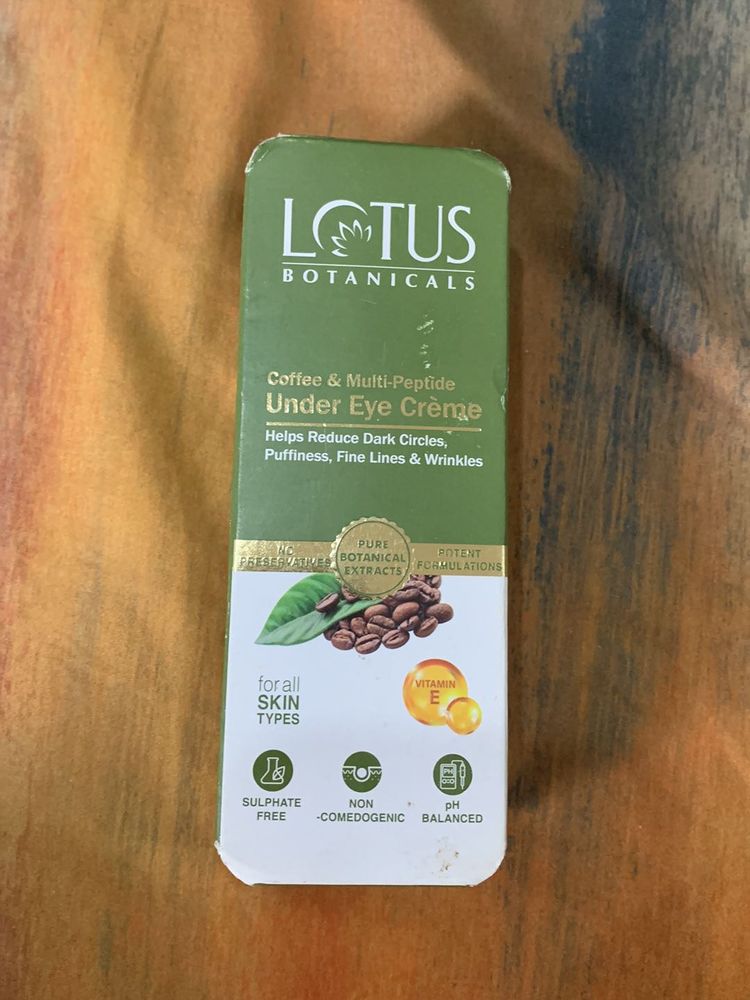 LOTUS
BOTANICALS
Coffee & Multi-Peptide
Under Eye Crème
Helps Reduce Dark Circles,
Puffiness, Fine Lines & Wrinkles
NO
PRESERVATIVES
PURE
BOTANICAL
EXTRACTS
POTENT
FORMULATIONS
for all
SKIN
TYPES
VITAMIN
E
SULPHATE
FREE
NON
-COMEDOGENIC
PH
pH
BALANCED